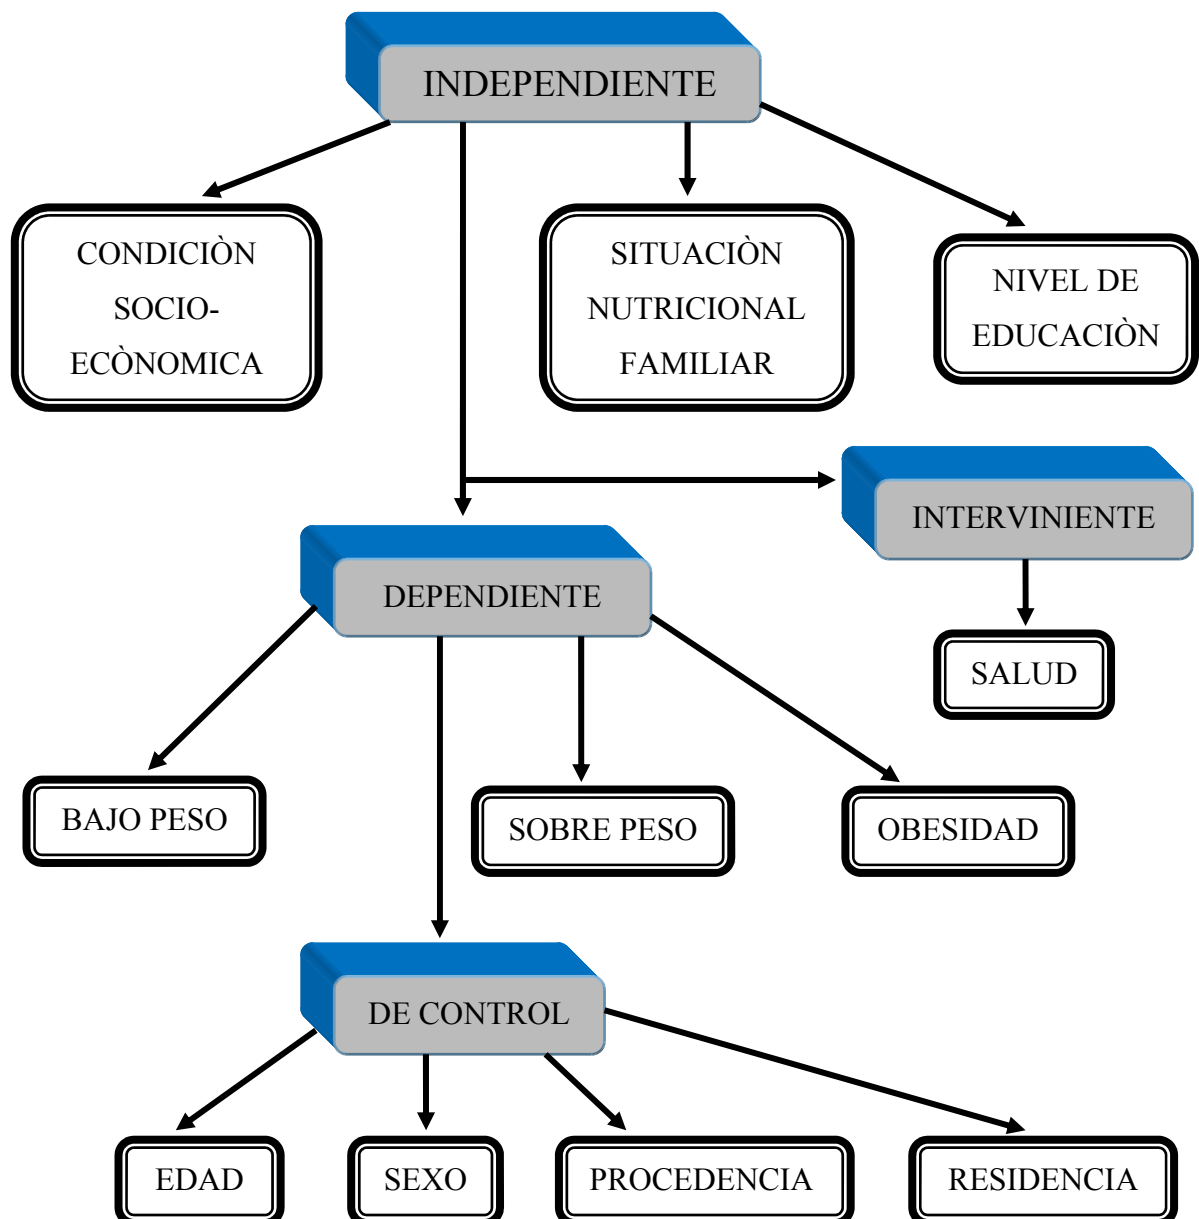 INDEPENDIENTE
CONDICIÒN
SOCIO-
ECÒNOMICA
SITUACIÒN
NUTRICIONAL
FAMILIAR
NIVEL DE
EDUCACIÒN
INTERVINIENTE
DEPENDIENTE
SALUD
BAJO PESO
SOBRE PESO
OBESIDAD
DE CONTROL
EDAD
SEXO
PROCEDENCIA
RESIDENCIA